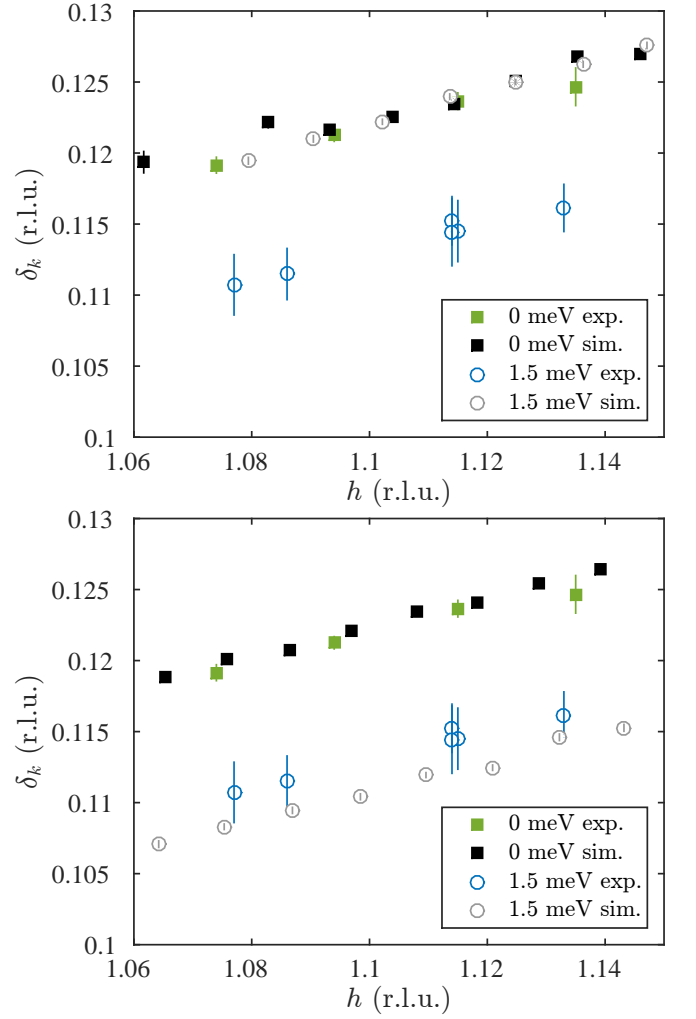 0.13
0.125
0.12
0.115
0.11
0.105
0.1
δk (r.l.u.)
0 meV exp.
0 meV sim.
1.5 meV exp.
1.5 meV sim.
1.06 1.08 1.1 1.12 1.14
h (r.l.u.)
0.13
0.125
0.12
0.115
0.11
0.105
0.1
δk (r.l.u.)
0 meV exp.
0 meV sim.
1.5 meV exp.
1.5 meV sim.
1.06 1.08 1.1 1.12 1.14
h (r.l.u.)